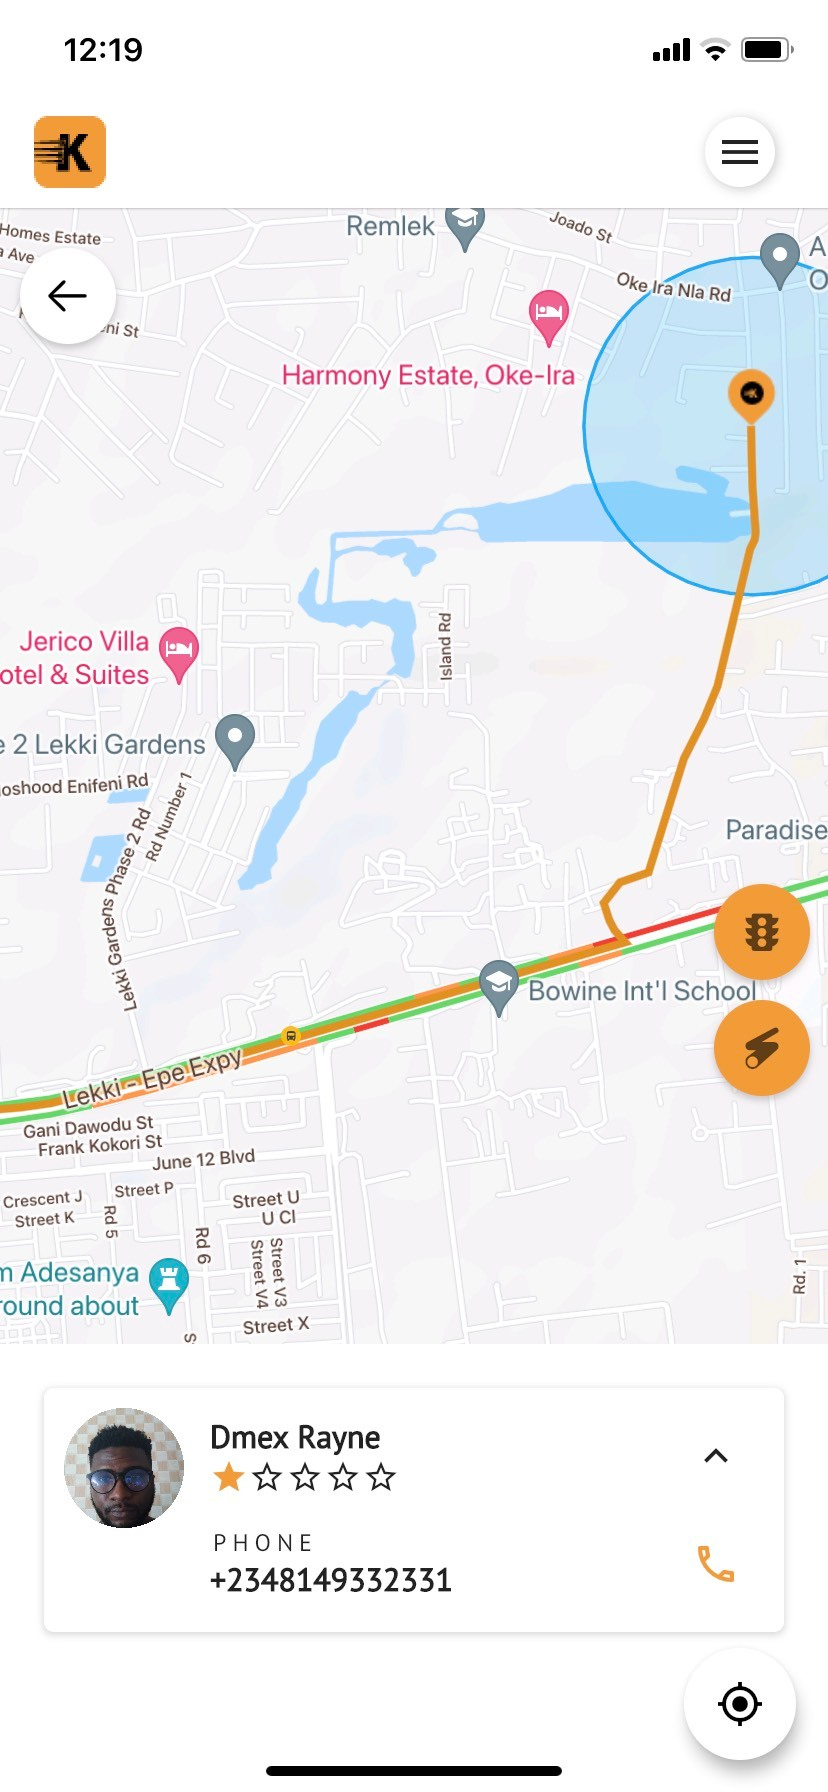 12:19
K
Homes Estate
a Ave
ni St
Remlek
Joado St
Oke Ira Nla Rd
A
O
Harmony Estate, Oke-Ira
Jerico Villa
otel & Suites
Island Rd
e 2 Lekki Gardens
oshood Enifeni Rd
Rd Number 1
Lekki Gardens Phase 2 Rd
Paradise
Bowine Int'l School
Lekki - Epe Expy
Gani Dawodu St
Frank Kokori St
June 12 Blvd
Crescent J
Street P
Street K
Rd 5
Street U
U Cl
Rd 6
Street V4
Street V3
Rd. 1
m Adesanya
round about
Street X
S
Dmex Rayne
PHONE
+2348149332331